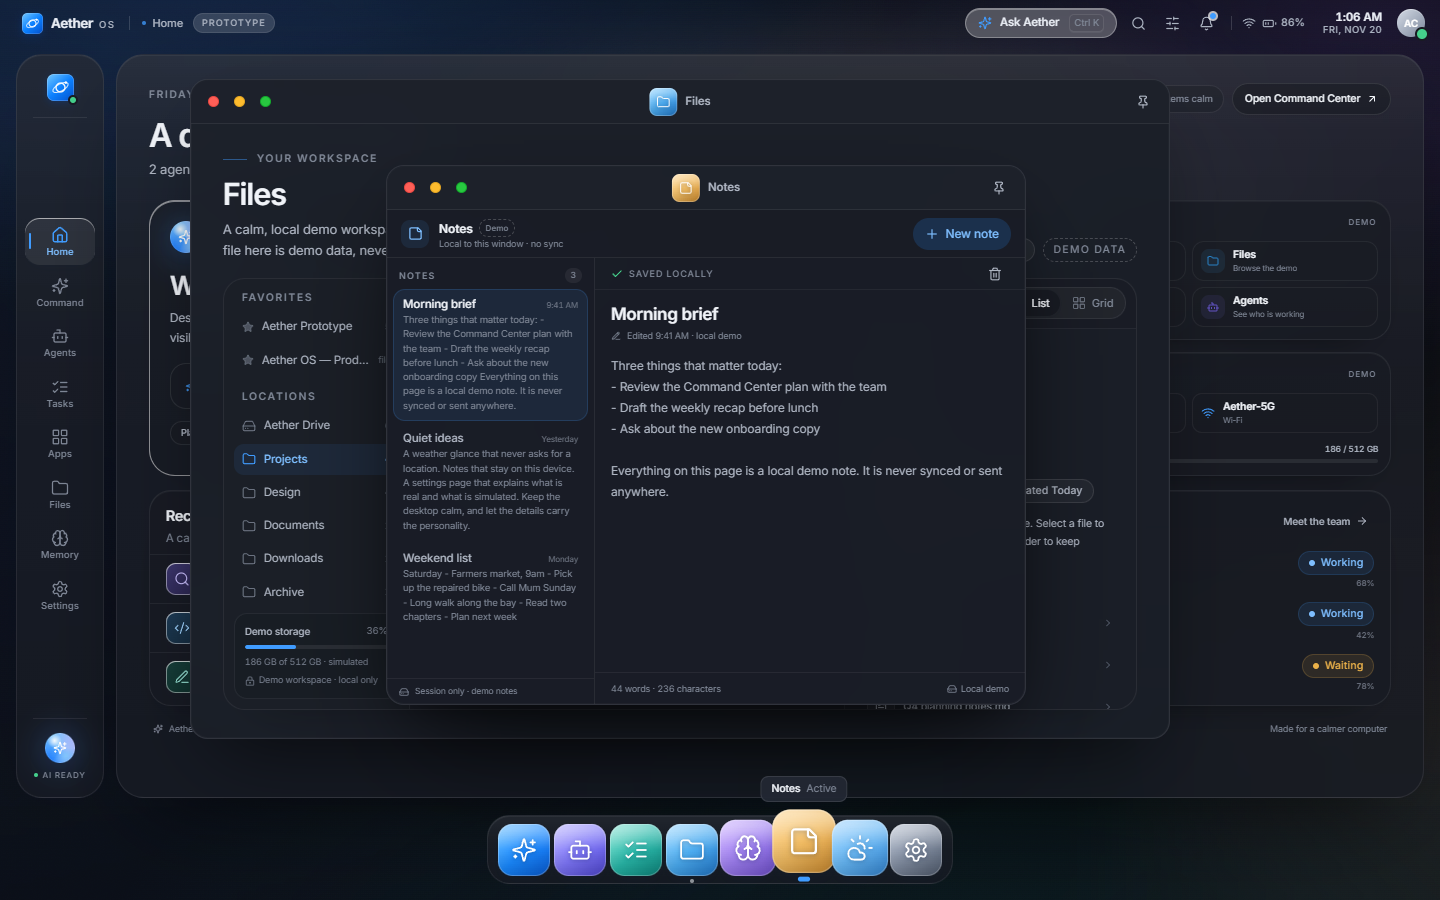 Aether OS
Home
PROTOTYPE
Ask Aether
Ctrl K
86%
1:06 AM
FRI, NOV 20
AC
Home
Command
Agents
Tasks
Apps
Files
Memory
Settings
AI READY
FRIDAY
2 agen
calm
Open Command Center
Files
YOUR WORKSPACE
Files
A calm, local demo worksp
file here is demo data, neve
DEMO DATA
FAVORITES
Aether Prototype
Aether OS — Prod...
LOCATIONS
Aether Drive
Projects
Design
Documents
Downloads
Archive
Demo storage
36%
186 GB of 512 GB · simulated
Demo workspace · local only
List
Grid
ated Today
e. Select a file to
der to keep
Notes
Notes
Demo
Local to this window · no sync
New note
NOTES
3
Morning brief
9:41 AM
Three things that matter today: -
Review the Command Center plan with
the team - Draft the weekly recap
before lunch - Ask about the new
onboarding copy Everything on this
page is a local demo note. It is never
synced or sent anywhere.
Quiet ideas
Yesterday
A weather glance that never asks for a
location. Notes that stay on this device.
A settings page that explains what is
real and what is simulated. Keep the
desktop calm, and let the details carry
the personality.
Weekend list
Monday
Saturday - Farmers market, 9am - Pick
up the repaired bike - Call Mum Sunday
- Long walk along the bay - Read two
chapters - Plan next week
Session only · demo notes
SAVED LOCALLY
Morning brief
Edited 9:41 AM · local demo
Three things that matter today:
- Review the Command Center plan with the team
- Draft the weekly recap before lunch
- Ask about the new onboarding copy
Everything on this page is a local demo note. It is never synced or sent
anywhere.
44 words · 236 characters
Local demo
DEMO
Files
Browse the demo
Agents
See who is working
DEMO
Aether-5G
Wi-Fi
186 / 512 GB
Meet the team
Working
68%
Working
42%
Waiting
78%
Rec
A ca
Aethe
Made for a calmer computer
Notes Active